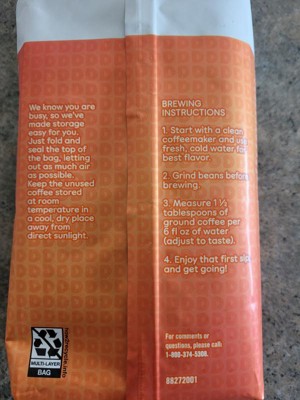 We know you are
busy, so we've
made storage
easy for you.
Just fold and
seal the top of
the bag, letting
out as much air
as possible.
Keep the unused
coffee stored
at room
temperature in
a cool, dry place
away from
direct sunlight.
MULTI-LAYER
BAG
BREWING
INSTRUCTIONS
1. Start with a clean
coffeemaker and
fresh, cold water for
best flavor.
2. Grind beans before
brewing.
3. Measure 1 ½
tablespoons of
ground coffee per
6 fl oz of water
(adjust to taste).
4. Enjoy that first sip
and get going!
For comments or
questions, please call:
1-800-374-5308.
88272001